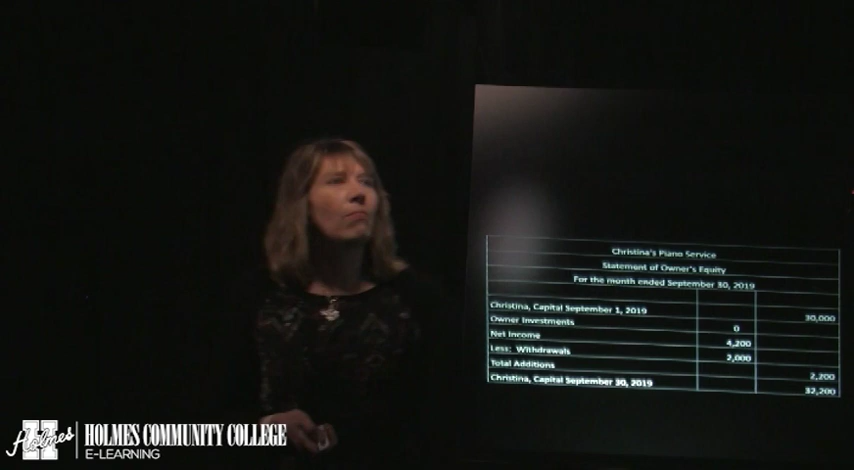 Christina's Piano Service
Statement of Owner's Equity
For the month ended September 30, 2019
Christina, Capital September 1, 2019 30,000
Owner Investments 0
Net Income 4,200
Less: Withdrawals 2,000
Total Additions 2,200
Christina, Capital September 30, 2019 32,200
H
Holmes
HOLMES COMMUNITY COLLEGE
E-LEARNING